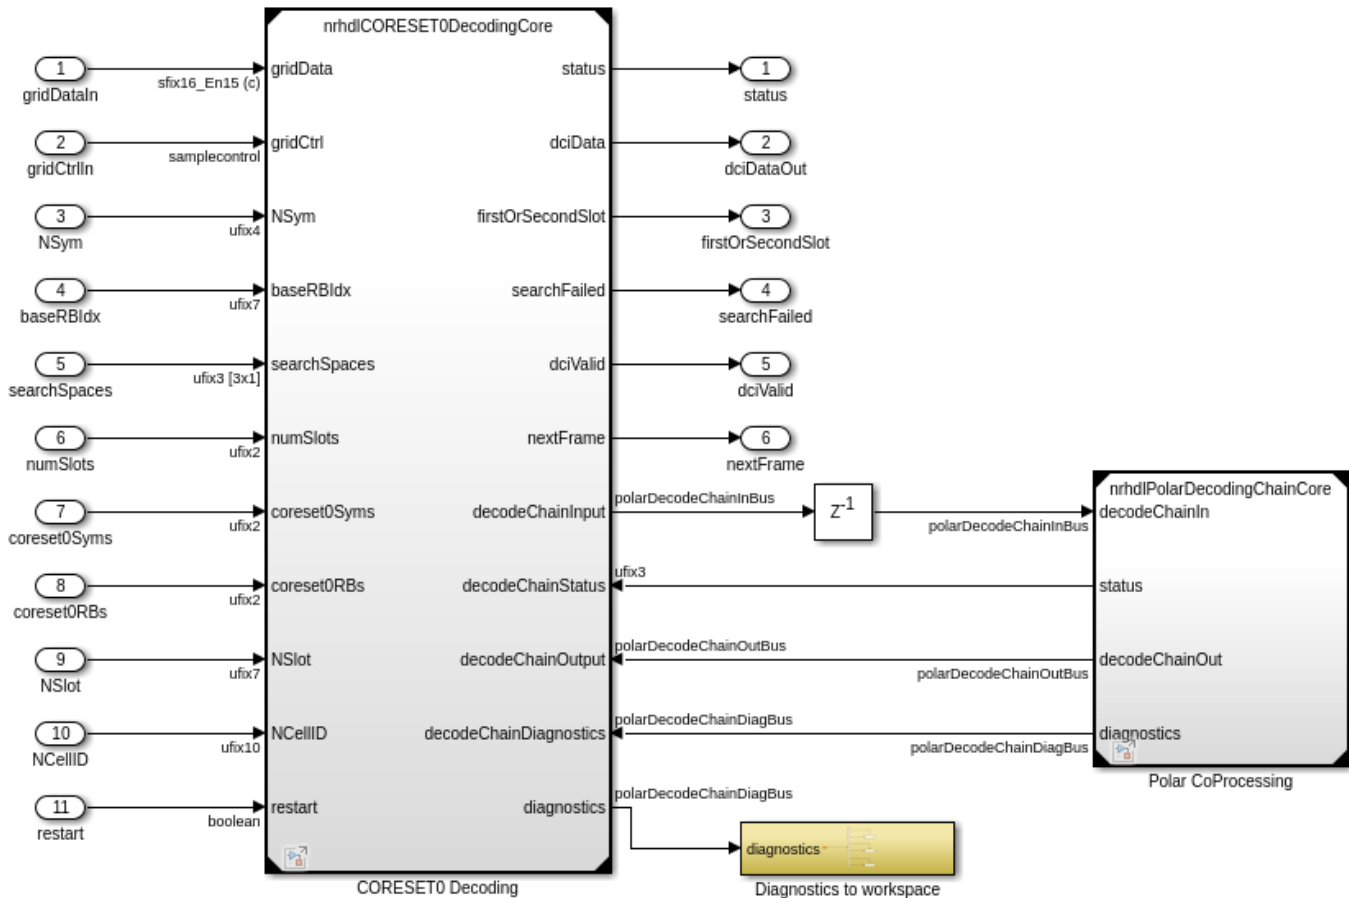 nrhdlCORESET0DecodingCore
1
gridDataIn
sfix16_En15 (c)
gridData
status
1
status
2
gridCtrlIn
samplecontrol
gridCtrl
dciData
2
dciDataOut
3
NSym
ufix4
NSym
firstOrSecondSlot
3
firstOrSecondSlot
4
baseRBIdx
ufix7
baseRBIdx
searchFailed
4
searchFailed
5
searchSpaces
ufix3 [3x1]
searchSpaces
dciValid
5
dciValid
6
numSlots
ufix2
numSlots
nextFrame
6
nextFrame
7
coreset0Syms
ufix2
coreset0Syms
decodeChainInput
polarDecodeChainInBus
Z-1
polarDecodeChainInBus
nrhdlPolarDecodingChainCore
decodeChainIn
8
coreset0RBs
ufix2
coreset0RBs
decodeChainStatus
ufix3
status
9
NSlot
ufix7
NSlot
decodeChainOutput
polarDecodeChainOutBus
polarDecodeChainOutBus
decodeChainOut
10
NCellID
ufix10
NCellID
decodeChainDiagnostics
polarDecodeChainDiagBus
polarDecodeChainDiagBus
diagnostics
Polar CoProcessing
11
restart
boolean
restart
diagnostics
polarDecodeChainDiagBus
diagnostics
Diagnostics to workspace
CORESET0 Decoding